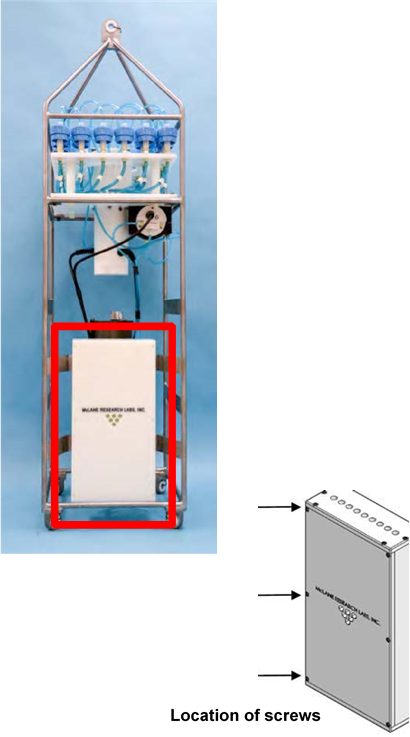 McLANE RESEARCH LABS, INC.
McLANE RESEARCH LABS, INC.
Location of screws